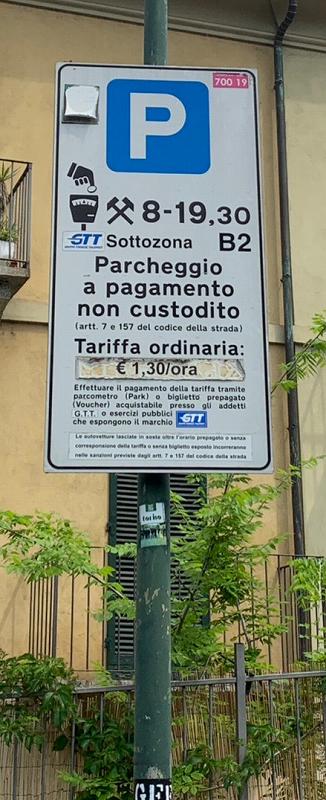 700 19
P
8-19,30
GTT Sottozona B2
Parcheggio
a pagamento
non custodito
(artt. 7 e 157 del codice della strada)
Tariffa ordinaria:
€ 1,30/ora
Effettuare il pagamento della tariffa tramite
parcometro (Park) o biglietto prepagato
(Voucher) acquistabile presso gli addetti
G.T.T. o esercizi pubblici GTT
che espongono il marchio
Le autovetture lasciate in sosta oltre l'orario prepagato o senza
corresponsione della tariffa o senza biglietto esposto incorreranno
nelle sanzioni previste dagli artt. 7 e 157 del codice della strada
torino